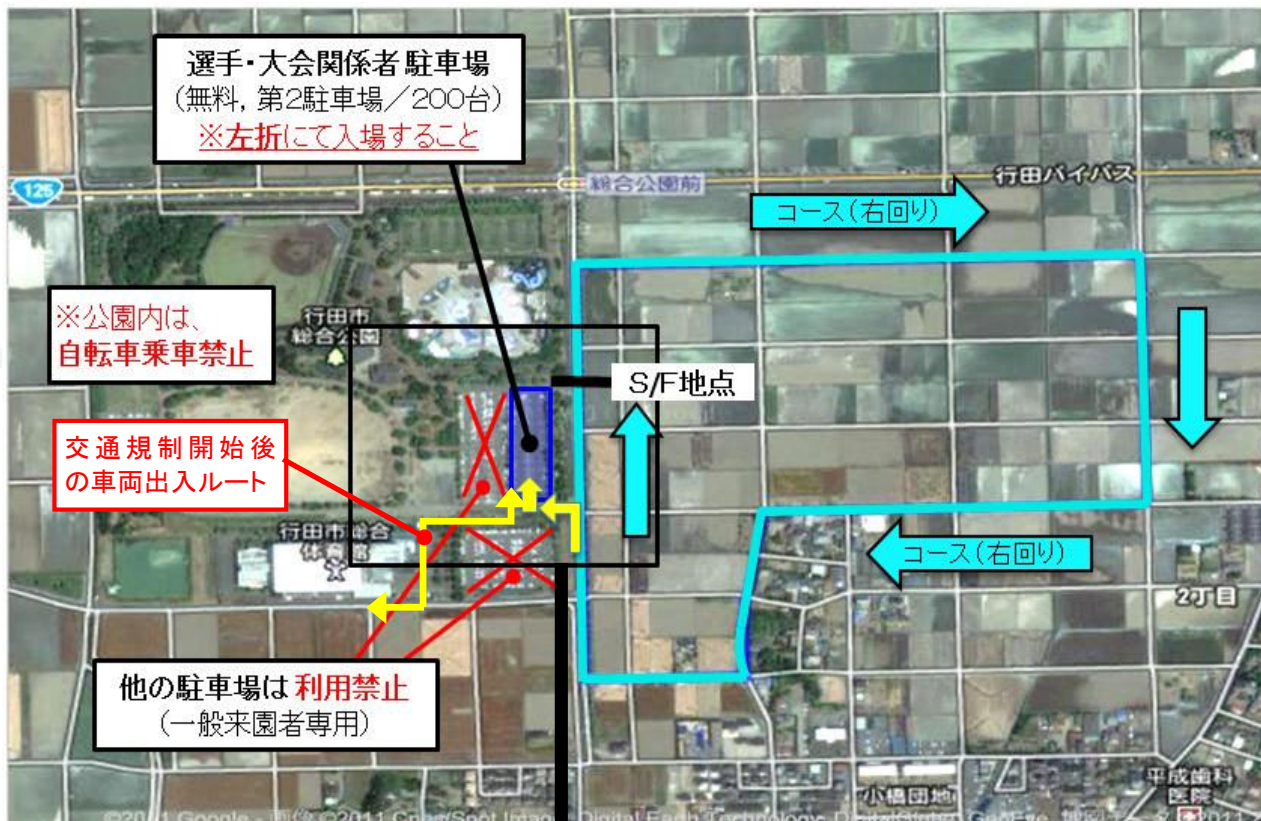 選手・大会関係者 駐車場
(無料, 第2駐車場／200台)
※左折にて入場すること
125
総合公園前
行田バイパス
コース(右回り)
※公園内は、
自転車乗車禁止
行田市
総合公園
S/F地点
交通規制開始後
の車両出入ルート
行田市総合
体育館
コース(右回り)
2丁目
他の駐車場は 利用禁止
(一般来園者専用)
小橋団地
平成歯科
医院